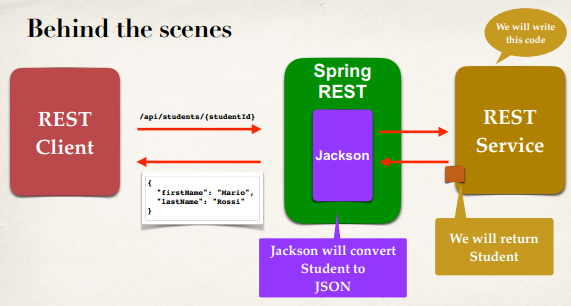 Behind the scenes
We will write
this code
REST
Client
/api/students/{studentId}
{
"firstName": "Mario",
"lastName": "Rossi"
}
Spring
REST
Jackson
REST
Service
Jackson will convert
Student to
JSON
We will return
Student